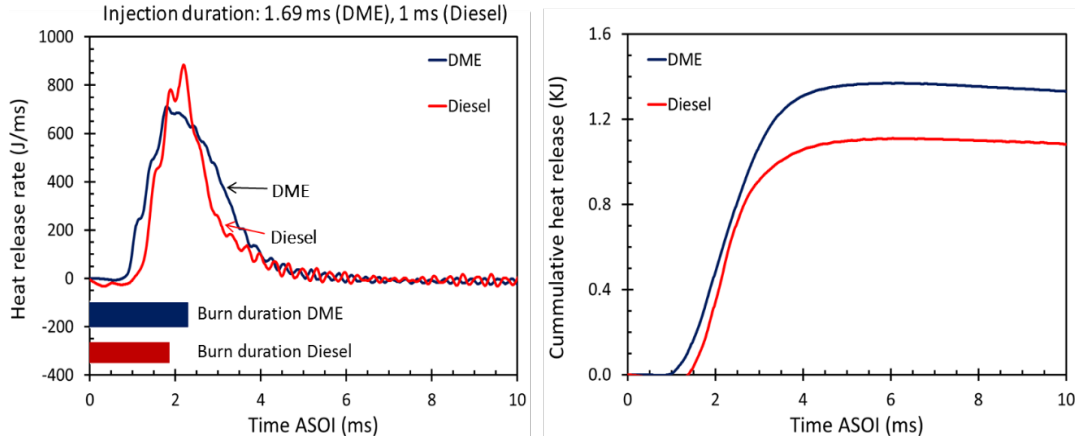 Injection duration: 1.69 ms (DME), 1 ms (Diesel)
1000
800
600
400
200
0
-200
-400
Heat release rate (J/ms)
DME
Diesel
DME
Diesel
Burn duration DME
Burn duration Diesel
0 2 4 6 8 10
Time ASOI (ms)
1.6
1.2
0.8
0.4
0.0
Cummulative heat release (KJ)
DME
Diesel
0 2 4 6 8 10
Time ASOI (ms)